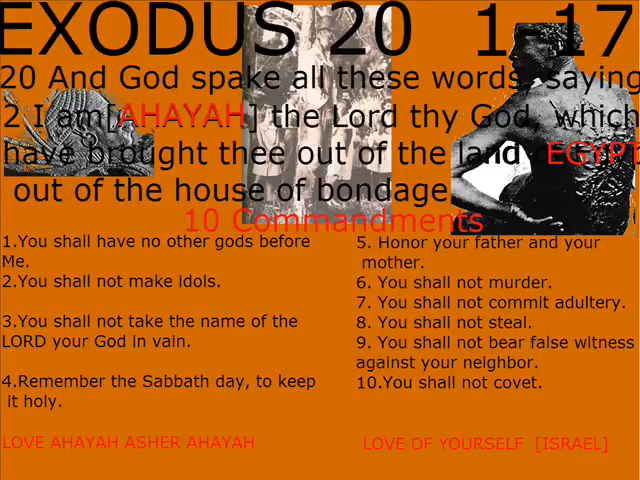 EXODUS 20 1-17
20 And God spake all these words, saying
2 I am[AHAYAH] the Lord thy God, which
have brought thee out of the land of EGYPT
out of the house of bondage.
10 Commandments
1.You shall have no other gods before
Me.
2.You shall not make idols.
3.You shall not take the name of the
LORD your God in vain.
4.Remember the Sabbath day, to keep
it holy.
5. Honor your father and your
mother.
6. You shall not murder.
7. You shall not commit adultery.
8. You shall not steal.
9. You shall not bear false witness
against your neighbor.
10.You shall not covet.
LOVE AHAYAH ASHER AHAYAH
LOVE OF YOURSELF [ISRAEL]